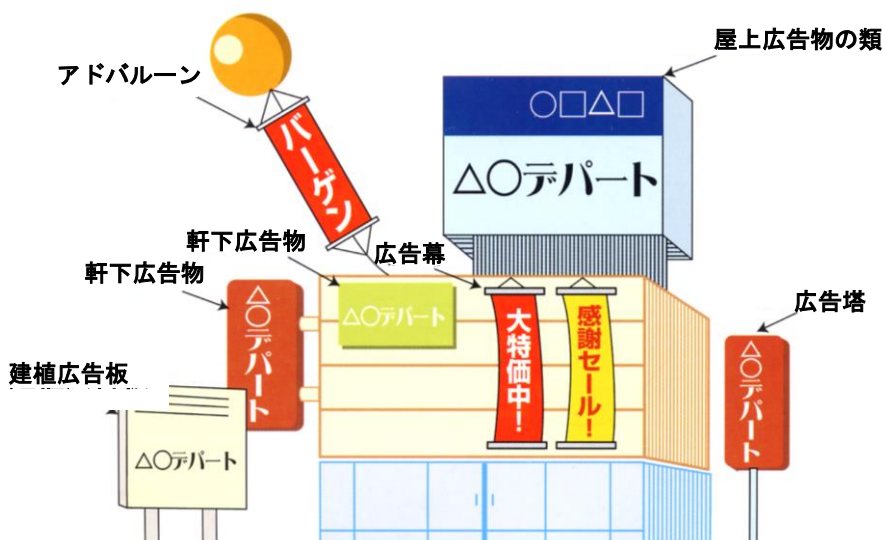 屋上広告物の類
アドバルーン
○□△□
バーゲン
△○デパート
軒下広告物
広告幕
軒下広告物
広告塔
△○デパート
△○デパート
大特価中!
感謝セール!
△○デパート
建植広告板
△○デパート